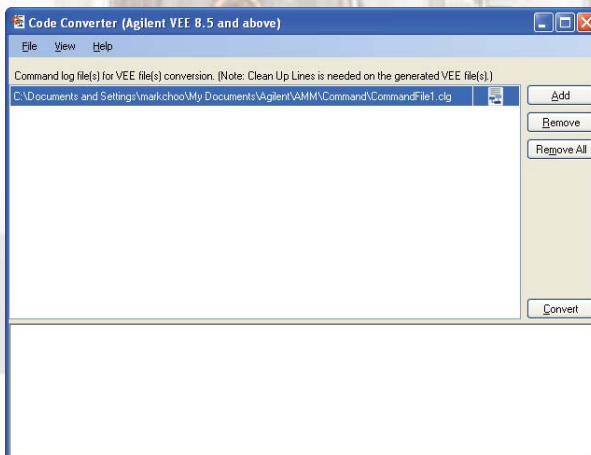 Code Converter (Agilent VEE 8.5 and above)
File View Help
Command log file(s) for VEE file(s) conversion. (Note: Clean Up Lines is needed on the generated VEE file(s).)
C:\Documents and Settings\markchoo\My Documents\Agilent\AMM\Command\CommandFile1.clg
Add
Remove
Remove All
Convert